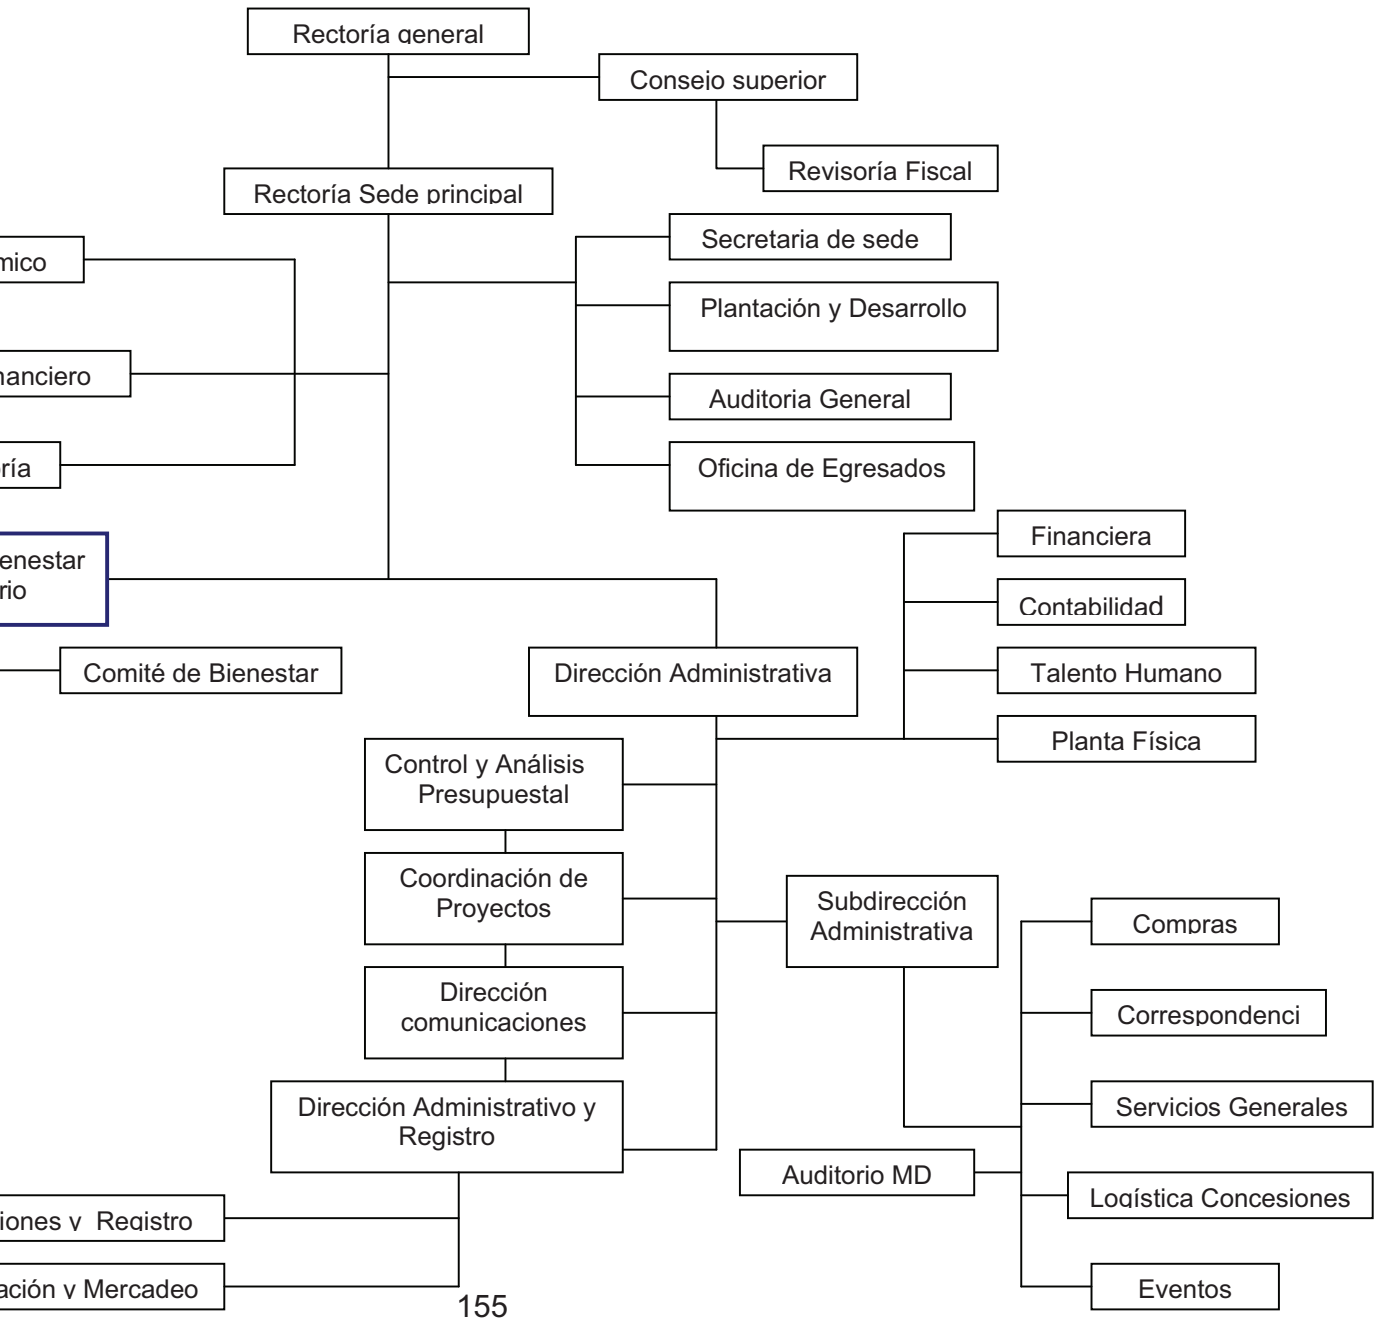 Rectoría general
Consejo superior
Revisoría Fiscal
Rectoría Sede principal
Secretaria de sede
mico
Plantación y Desarrollo
nanciero
Auditoria General
ría
Oficina de Egresados
Financiera
enestar
rio
Contabilidad
Comité de Bienestar
Dirección Administrativa
Talento Humano
Planta Física
Control y Análisis
Presupuestal
Coordinación de
Proyectos
Subdirección
Administrativa
Compras
Dirección
comunicaciones
Correspondenci
Dirección Administrativo y
Registro
Servicios Generales
Auditorio MD
Logística Concesiones
iones y Registro
ación y Mercadeo
Eventos
155